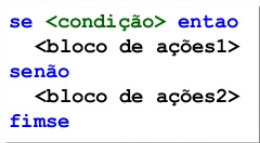 se <condição> entao
<bloco de ações1>
senão
<bloco de ações2>
fimse